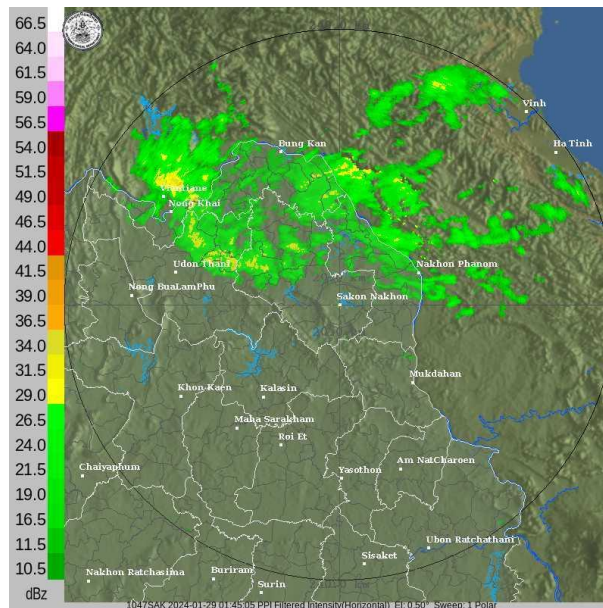 66.5
64.0
61.5
59.0
56.5
54.0
51.5
49.0
46.5
44.0
41.5
39.0
36.5
34.0
31.5
29.0
26.5
24.0
21.5
19.0
16.5
11.5
10.5
dBz
Vinh
Ha Tinh
Bung Kan
Vientiane
Nong Khai
Udon Thani
Nakhon Phanom
Nong BuaLamPhu
Sakon Nakhon
Mukdahan
Khon Kaen
Kalasin
Maha Sarakham
Roi Et
Chaiyaphum
Am NatCharoen
Yasothon
Ubon Ratchathani
Sisaket
Nakhon Ratchasima
Buriram
Surin
1047SAK 2024-01-29 01:45:05 PPI Filtered Intensity(Horizontal) El: 0.50° Sweep: 1 Polar